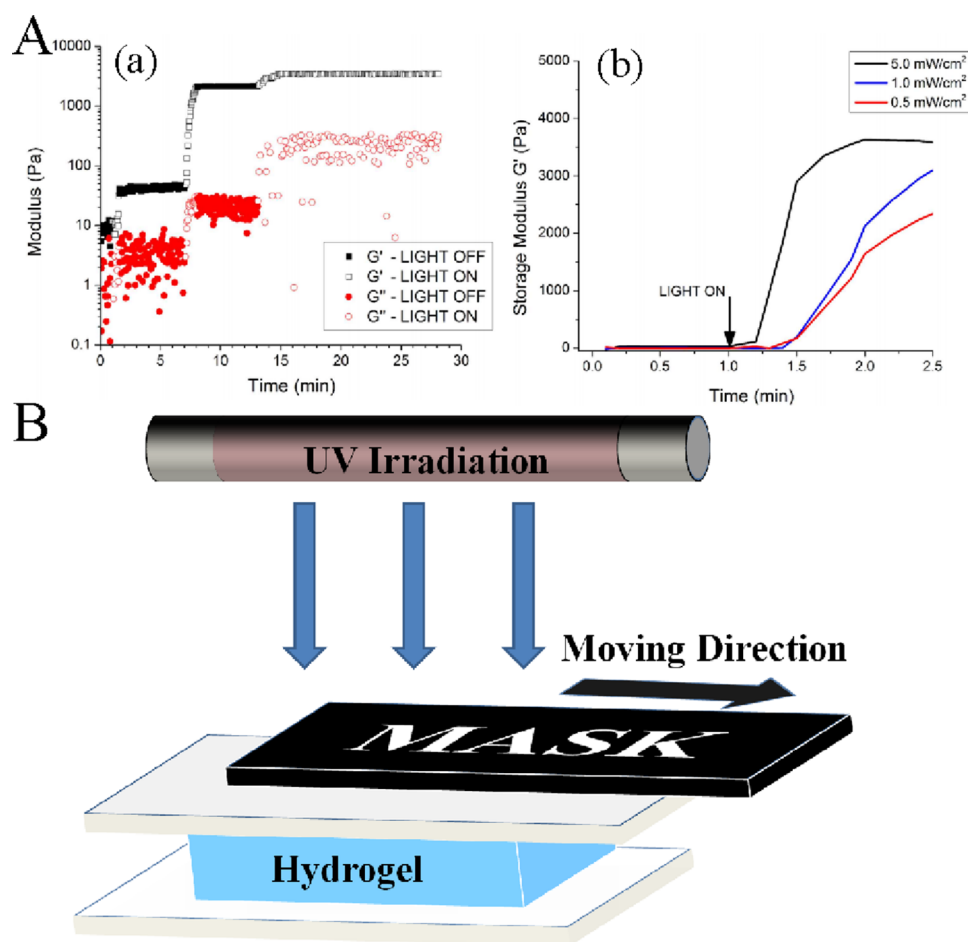 A
(a)
10000
1000
100
10
1
0.1
Modulus (Pa)
0 5 10 15 20 25 30
Time (min)
G' - LIGHT OFF
G' - LIGHT ON
G" - LIGHT OFF
G" - LIGHT ON
(b)
5.0 mW/cm²
1.0 mW/cm²
0.5 mW/cm²
5000
4000
3000
2000
1000
0
Storage Modulus G' (Pa)
LIGHT ON
0.0 0.5 1.0 1.5 2.0 2.5
Time (min)
B
UV Irradiation
Moving Direction
MASK
Hydrogel